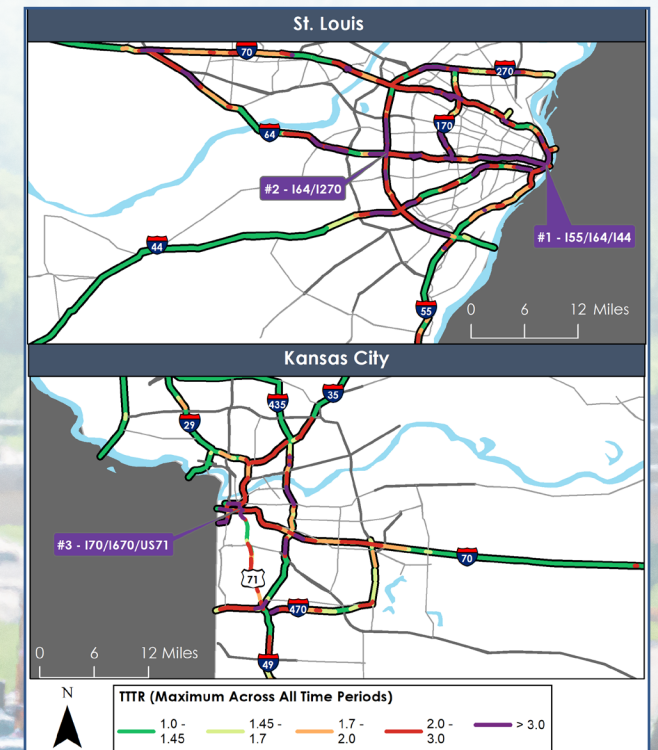 St. Louis
70
270
170
64
#2 - I64/I270
44
#1 - I55/I64/I44
55
0 6 12 Miles
Kansas City
435
35
29
#3 - I70/I670/US71
70
71
470
0 6 12 Miles
49
N
TTTR (Maximum Across All Time Periods)
1.0 - 1.45 - 1.7 - 2.0 - > 3.0
1.45 1.7 2.0 3.0